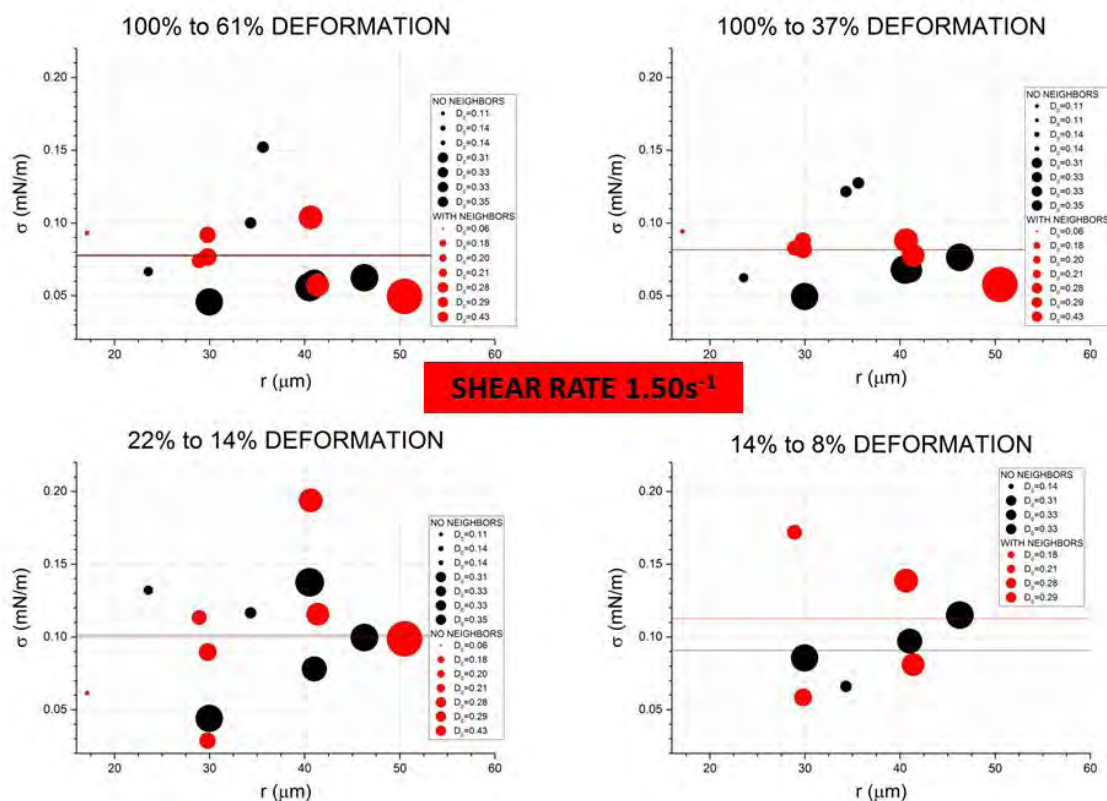 100% to 61% DEFORMATION
σ (mN/m)
0.20
0.15
0.10
0.05
20 30 40 50 60
r (μm)
NO NEIGHBORS
D₀=0.11
D₀=0.14
D₀=0.14
D₀=0.31
D₀=0.33
D₀=0.33
D₀=0.35
WITH NEIGHBORS
D₀=0.06
D₀=0.18
D₀=0.20
D₀=0.21
D₀=0.28
D₀=0.29
D₀=0.43
100% to 37% DEFORMATION
σ (mN/m)
0.20
0.15
0.10
0.05
20 30 40 50 60
r (μm)
NO NEIGHBORS
D₀=0.11
D₀=0.11
D₀=0.14
D₀=0.14
D₀=0.31
D₀=0.33
D₀=0.33
D₀=0.35
WITH NEIGHBORS
D₀=0.06
D₀=0.18
D₀=0.20
D₀=0.21
D₀=0.28
D₀=0.29
D₀=0.43
SHEAR RATE 1.50s⁻¹
22% to 14% DEFORMATION
σ (mN/m)
0.20
0.15
0.10
0.05
20 30 40 50 60
r (μm)
NO NEIGHBORS
D₀=0.11
D₀=0.14
D₀=0.14
D₀=0.31
D₀=0.33
D₀=0.33
D₀=0.35
NO NEIGHBORS
D₀=0.06
D₀=0.18
D₀=0.20
D₀=0.21
D₀=0.28
D₀=0.29
D₀=0.43
14% to 8% DEFORMATION
σ (mN/m)
0.20
0.15
0.10
0.05
20 30 40 50 60
r (μm)
NO NEIGHBORS
D₀=0.14
D₀=0.31
D₀=0.33
D₀=0.33
WITH NEIGHBORS
D₀=0.18
D₀=0.21
D₀=0.28
D₀=0.29